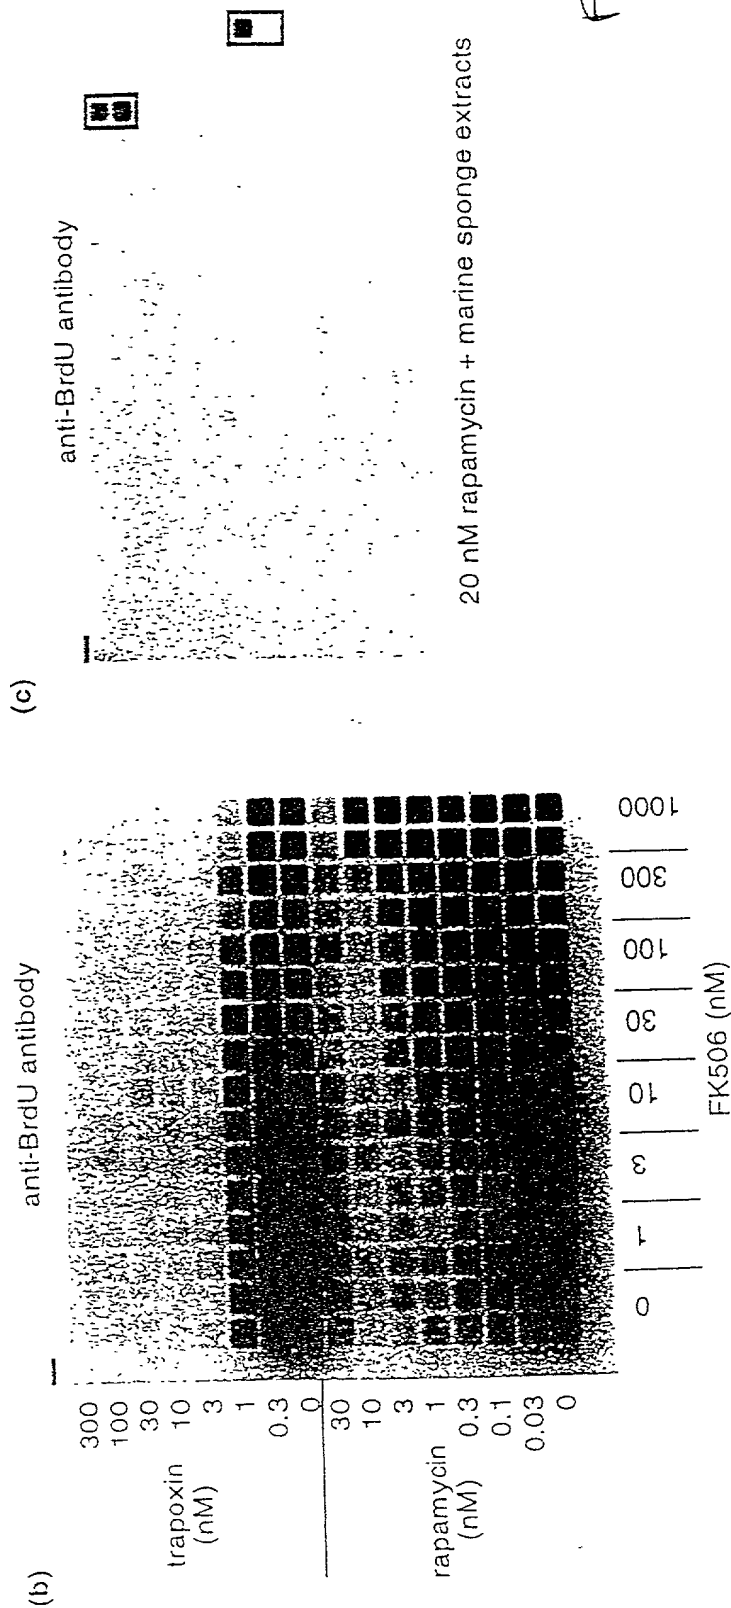 (b)
anti-BrdU antibody
trapoxin
(nM)
300
100
30
10
3
1
0.3
0
rapamycin
(nM)
30
10
3
1
0.3
0.1
0.03
0
0
1
3
10
30
100
300
1000
FK506 (nM)
(c)
anti-BrdU antibody
20 nM rapamycin + marine sponge extracts